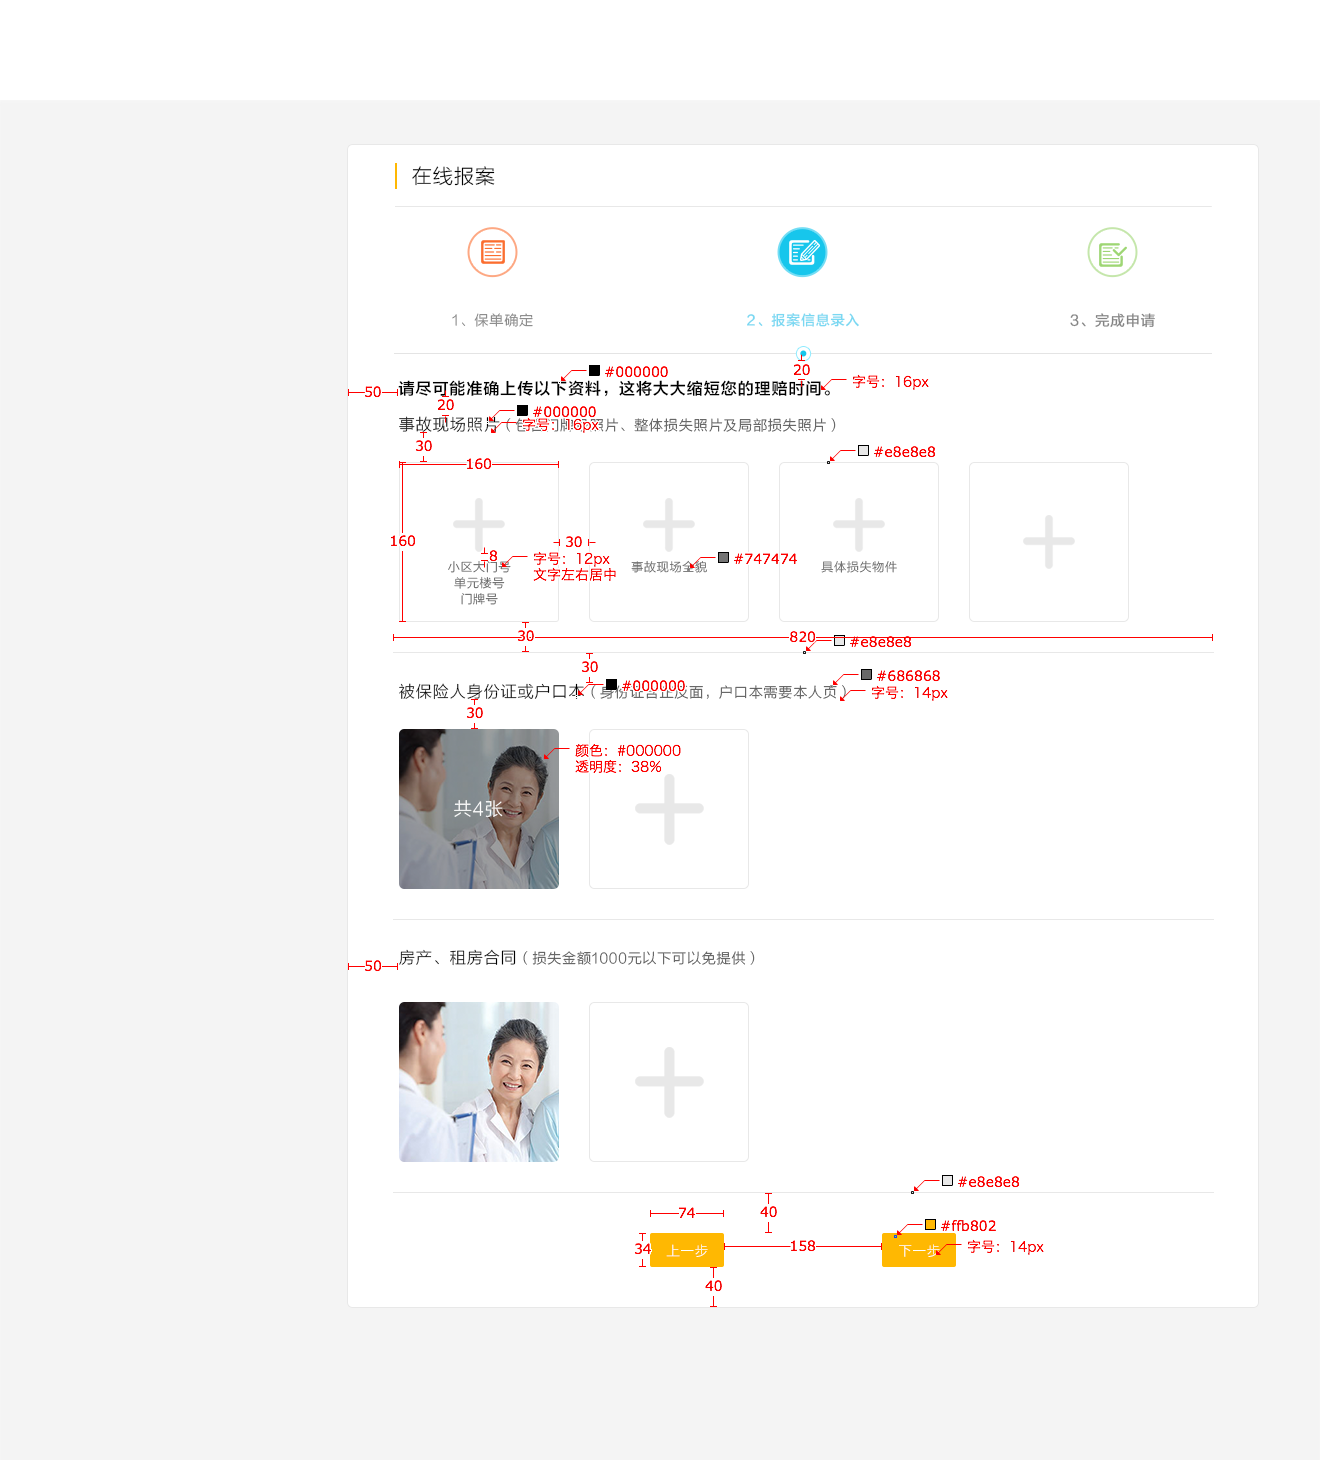 在线报案
1、保单确定
2、报案信息录入
3、完成申请
20
#000000
请尽可能准确上传以下资料，这将大大缩短您的理赔时间。
字号：16px
50
20
#000000
事故现场照片
字号：16px
、整体损失照片及局部损失照片）
30
#e8e8e8
160
160
30
8
小区大门号
单元楼号
门牌号
字号：12px
文字左右居中
事故现场全貌
#747474
具体损失物件
30
820
#e8e8e8
30
#686868
被保险人身份证或户口本（身份证含正反面，户口本需要本人页）
#000000
字号：14px
30
颜色：#000000
透明度：38%
共4张
房产、租房合同（损失金额1000元以下可以免提供）
50
#e8e8e8
74
40
#ffb802
34
上一步
158
下一步
字号：14px
40